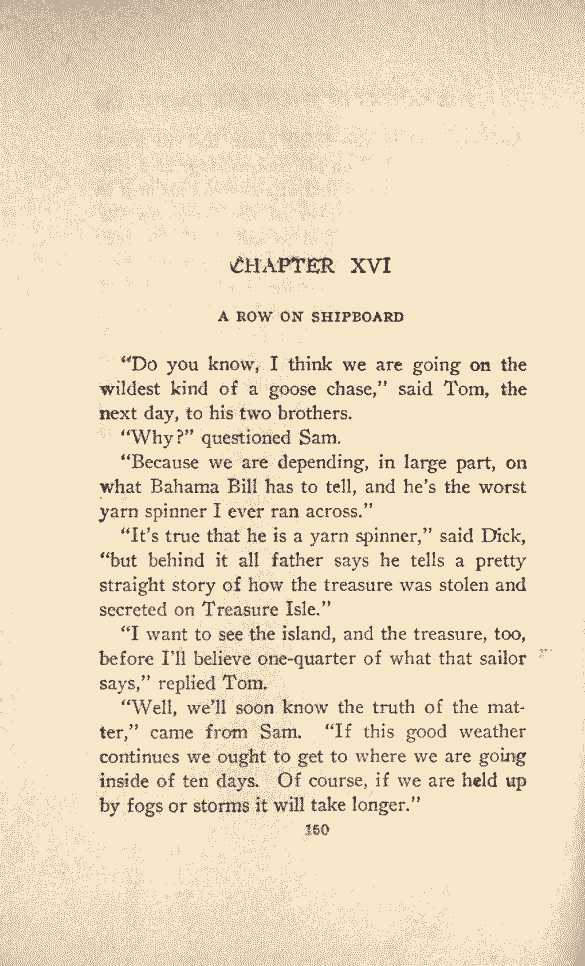 CHAPTER XVI
A ROW ON SHIPBOARD
"Do you know, I think we are going on the
wildest kind of a goose chase," said Tom, the
next day, to his two brothers.
"Why?" questioned Sam.
"Because we are depending, in large part, on
what Bahama Bill has to tell, and he's the worst
yarn spinner I ever ran across."
"It's true that he is a yarn spinner," said Dick,
"but behind it all father says he tells a pretty
straight story of how the treasure was stolen and
secreted on Treasure Isle."
"I want to see the island, and the treasure, too,
before I'll believe one-quarter of what that sailor
says," replied Tom.
"Well, we'll soon know the truth of the mat-
ter," came from Sam. "If this good weather
continues we ought to get to where we are going
inside of ten days. Of course, if we are held up
by fogs or storms it will take longer."
150